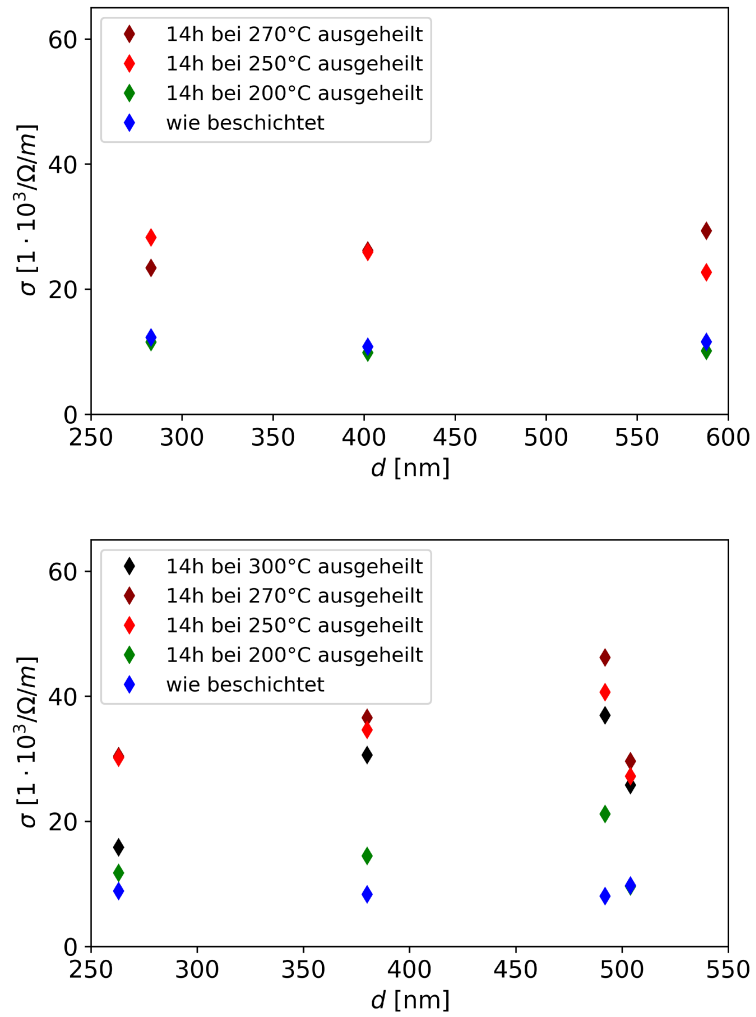 14h bei 270°C ausgeheilt
14h bei 250°C ausgeheilt
14h bei 200°C ausgeheilt
wie beschichtet
60
40
20
0
σ [1 · 10³/Ω/m]
250 300 350 400 450 500 550 600
d [nm]
14h bei 300°C ausgeheilt
14h bei 270°C ausgeheilt
14h bei 250°C ausgeheilt
14h bei 200°C ausgeheilt
wie beschichtet
60
40
20
0
σ [1 · 10³/Ω/m]
250 300 350 400 450 500 550
d [nm]